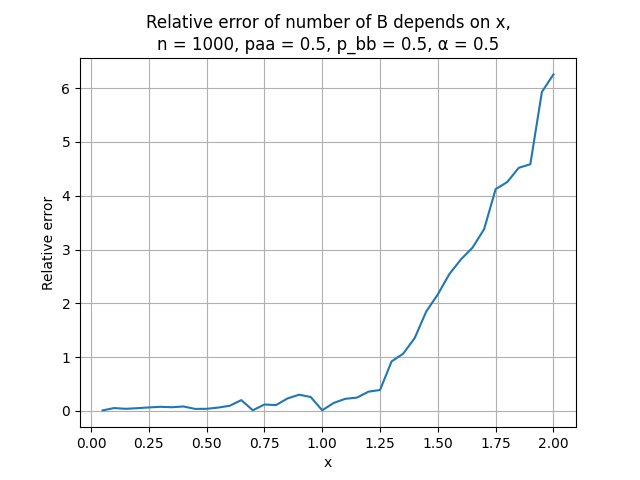 Relative error of number of B depends on x,
n = 1000, paa = 0.5, p_bb = 0.5, α = 0.5
6
5
4
3
2
1
0
Relative error
0.00 0.25 0.50 0.75 1.00 1.25 1.50 1.75 2.00
x